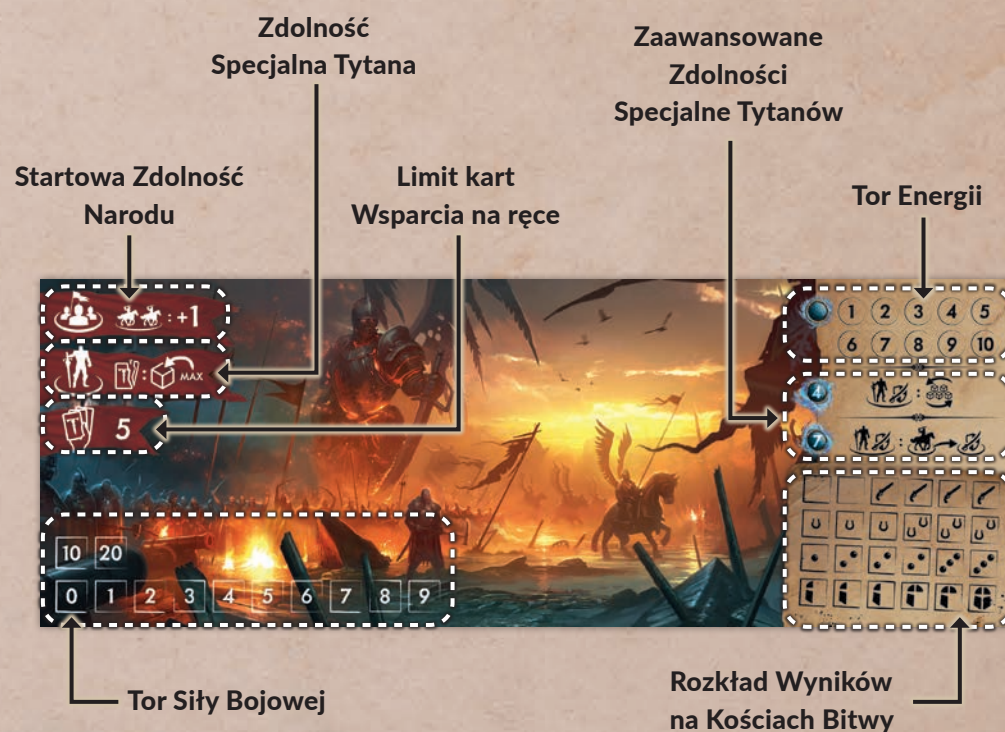 Zdolność
Specjalna Tytana
Zaawansowane
Zdolności
Specjalne Tytanów
Startowa Zdolność
Narodu
Limit kart
Wsparcia na ręce
Tor Energii
: +1
1 2 3 4 5
: MAX
6 7 8 9 10
4 :
T 5
7 :
10 20
0 1 2 3 4 5 6 7 8 9
Tor Siły Bojowej
Rozkład Wyników
na Kościach Bitwy